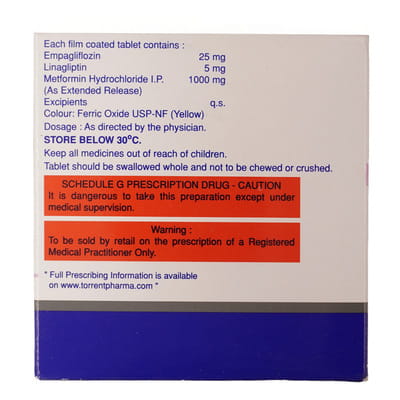 Each film coated tablet contains :
Empagliflozin 25 mg
Linagliptin 5 mg
Metformin Hydrochloride I.P. 1000 mg
(As Extended Release)
Excipients q.s.
Colour: Ferric Oxide USP-NF (Yellow)
Dosage : As directed by the physician.
STORE BELOW 30°C.
Keep all medicines out of reach of children.
Tablet should be swallowed whole and not to be chewed or crushed.
SCHEDULE G PRESCRIPTION DRUG - CAUTION
It is dangerous to take this preparation except under
medical supervision.
Warning :
To be sold by retail on the prescription of a Registered
Medical Practitioner Only.
" Full Prescribing Information is available
on www.torrentpharma.com "